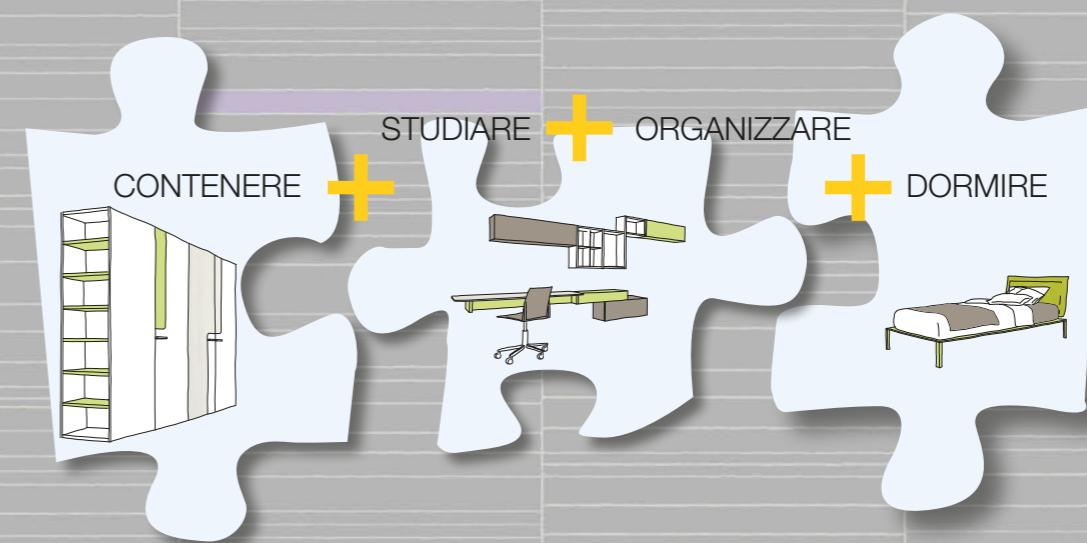 CONTENERE + STUDIARE + ORGANIZZARE + DORMIRE